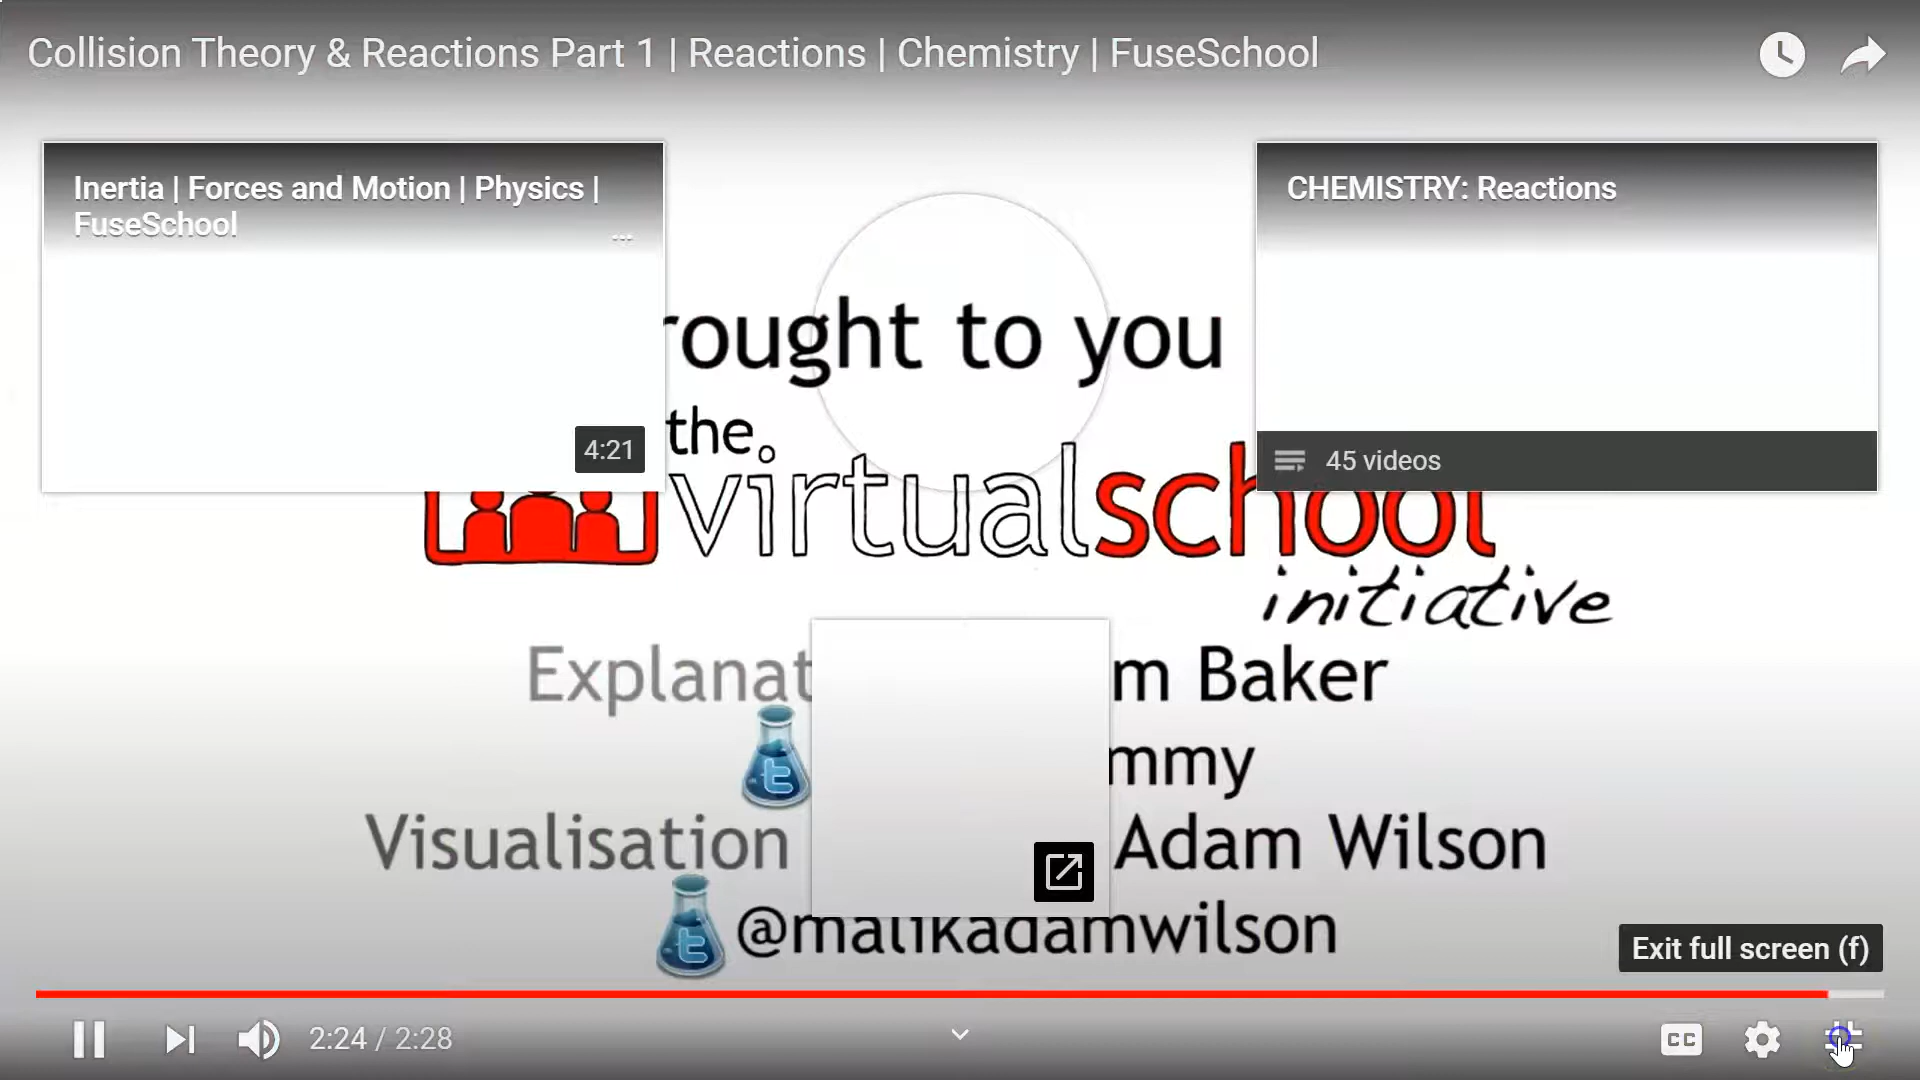 Collision Theory & Reactions Part 1 | Reactions | Chemistry | FuseSchool
Inertia | Forces and Motion | Physics |
FuseSchool
...
4:21
CHEMISTRY: Reactions
45 videos
rought to you
the
virtualschool
initiative
Explanat
m Baker
mmy
Visualisation
Adam Wilson
@malikadamwilson
Exit full screen (f)
2:24 / 2:28
CC